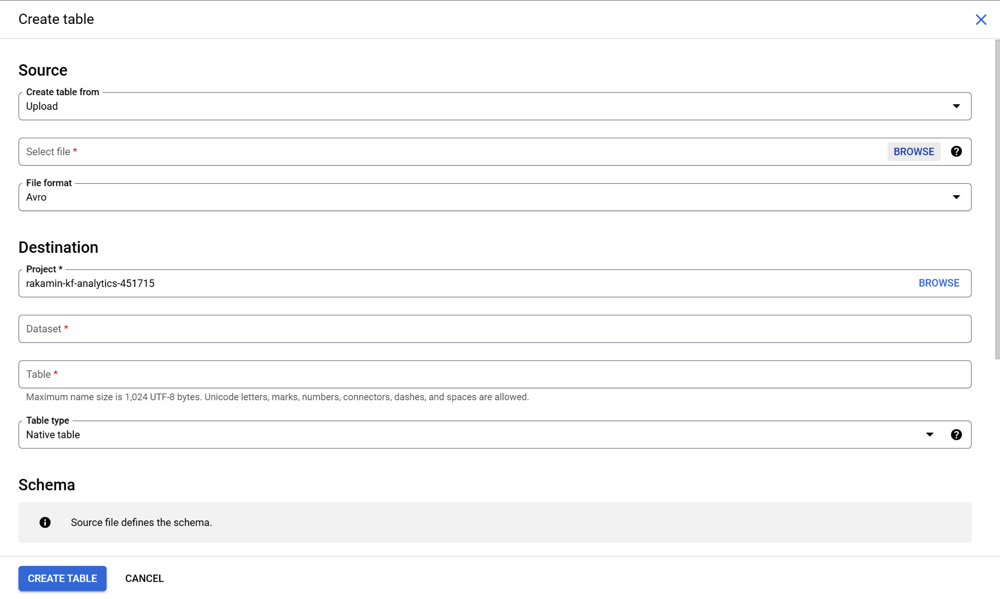 Create table
Source
Create table from
Upload
Select file *
BROWSE
File format
Avro
Destination
Project *
rakamin-kf-analytics-451715
BROWSE
Dataset *
Table *
Maximum name size is 1,024 UTF-8 bytes. Unicode letters, marks, numbers, connectors, dashes, and spaces are allowed.
Table type
Native table
Schema
Source file defines the schema.
CREATE TABLE
CANCEL